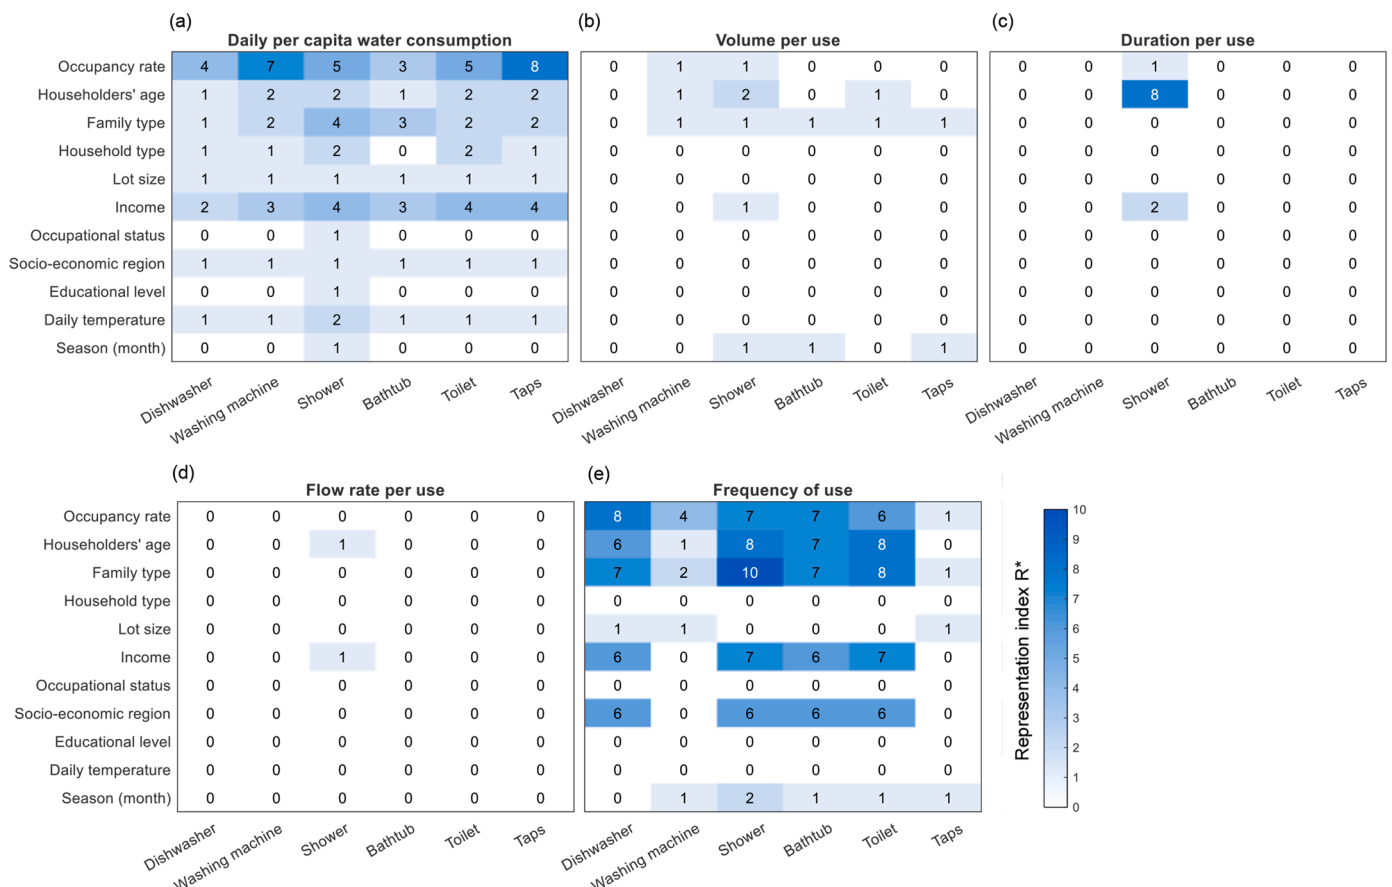 (a)
Daily per capita water consumption
Occupancy rate 4 7 5 3 5 8
Householders' age 1 2 2 1 2 2
Family type 1 2 4 3 2 2
Household type 1 1 2 0 2 1
Lot size 1 1 1 1 1 1
Income 2 3 4 3 4 4
Occupational status 0 0 1 0 0 0
Socio-economic region 1 1 1 1 1 1
Educational level 0 0 1 0 0 0
Daily temperature 1 1 2 1 1 1
Season (month) 0 0 1 0 0 0
Dishwasher Washing machine Shower Bathtub Toilet Taps
(b)
Volume per use
0 1 1 0 0 0
0 1 2 0 1 0
0 1 1 1 1 1
0 0 0 0 0 0
0 0 0 0 0 0
0 0 1 0 0 0
0 0 0 0 0 0
0 0 0 0 0 0
0 0 0 0 0 0
0 0 0 0 0 0
0 0 1 1 0 1
Dishwasher Washing machine Shower Bathtub Toilet Taps
(c)
Duration per use
0 0 1 0 0 0
0 0 8 0 0 0
0 0 0 0 0 0
0 0 0 0 0 0
0 0 0 0 0 0
0 0 2 0 0 0
0 0 0 0 0 0
0 0 0 0 0 0
0 0 0 0 0 0
0 0 0 0 0 0
0 0 0 0 0 0
Dishwasher Washing machine Shower Bathtub Toilet Taps
(d)
Flow rate per use
Occupancy rate 0 0 0 0 0 0
Householders' age 0 0 1 0 0 0
Family type 0 0 0 0 0 0
Household type 0 0 0 0 0 0
Lot size 0 0 0 0 0 0
Income 0 0 1 0 0 0
Occupational status 0 0 0 0 0 0
Socio-economic region 0 0 0 0 0 0
Educational level 0 0 0 0 0 0
Daily temperature 0 0 0 0 0 0
Season (month) 0 0 0 0 0 0
Dishwasher Washing machine Shower Bathtub Toilet Taps
(e)
Frequency of use
8 4 7 7 6 1
6 1 8 7 8 0
7 2 10 7 8 1
0 0 0 0 0 0
1 1 0 0 0 1
6 0 7 6 7 0
0 0 0 0 0 0
6 0 6 6 6 0
0 0 0 0 0 0
0 0 0 0 0 0
0 1 2 1 1 1
Dishwasher Washing machine Shower Bathtub Toilet Taps
Representation index R*
10
9
8
7
6
5
4
3
2
1
0